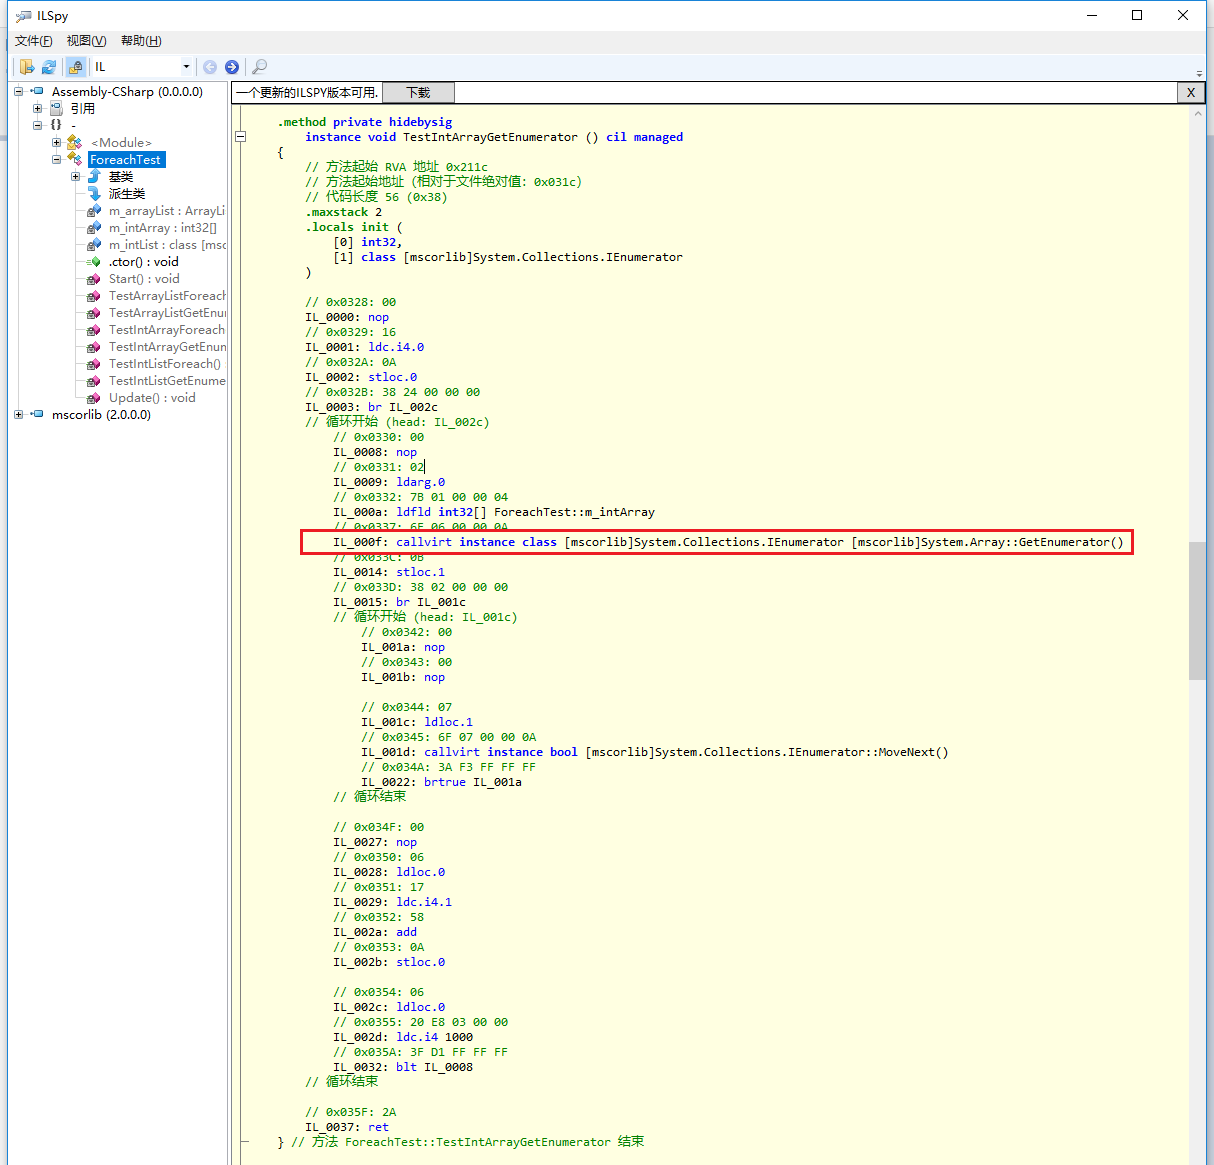 ILSpy
文件(F) 视图(V) 帮助(H)
IL
Assembly-CSharp (0.0.0.0)
引用
{} -
<Module>
ForeachTest
基类
派生类
m_arrayList : ArrayLi
m_intArray : int32[]
m_intList : class [msc
.ctor() : void
Start() : void
TestArrayListForeach
TestArrayListGetEnu
TestIntArrayForeach
TestIntArrayGetEnum
TestIntListForeach()
TestIntListGetEnume
Update() : void
mscorlib (2.0.0.0)
一个更新的ILSPY版本可用. 下载 X
.method private hidebysig
instance void TestIntArrayGetEnumerator () cil managed
{
// 方法起始 RVA 地址 0x211c
// 方法起始地址（相对于文件绝对值：0x031c）
// 代码长度 56 (0x38)
.maxstack 2
.locals init (
[0] int32,
[1] class [mscorlib]System.Collections.IEnumerator
)
// 0x0328: 00
IL_0000: nop
// 0x0329: 16
IL_0001: ldc.i4.0
// 0x032A: 0A
IL_0002: stloc.0
// 0x032B: 38 24 00 00 00
IL_0003: br IL_002c
// 循环开始 (head: IL_002c)
// 0x0330: 00
IL_0008: nop
// 0x0331: 02
IL_0009: ldarg.0
// 0x0332: 7B 01 00 00 04
IL_000a: ldfld int32[] ForeachTest::m_intArray
// 0x0337: 6F 06 00 00 0A
IL_000f: callvirt instance class [mscorlib]System.Collections.IEnumerator [mscorlib]System.Array::GetEnumerator()
// 0x033C: 0B
IL_0014: stloc.1
// 0x033D: 38 02 00 00 00
IL_0015: br IL_001c
// 循环开始 (head: IL_001c)
// 0x0342: 00
IL_001a: nop
// 0x0343: 00
IL_001b: nop
// 0x0344: 07
IL_001c: ldloc.1
// 0x0345: 6F 07 00 00 0A
IL_001d: callvirt instance bool [mscorlib]System.Collections.IEnumerator::MoveNext()
// 0x034A: 3A F3 FF FF FF
IL_0022: brtrue IL_001a
// 循环结束
// 0x034F: 00
IL_0027: nop
// 0x0350: 06
IL_0028: ldloc.0
// 0x0351: 17
IL_0029: ldc.i4.1
// 0x0352: 58
IL_002a: add
// 0x0353: 0A
IL_002b: stloc.0
// 0x0354: 06
IL_002c: ldloc.0
// 0x0355: 20 E8 03 00 00
IL_002d: ldc.i4 1000
// 0x035A: 3F D1 FF FF FF
IL_0032: blt IL_0008
// 循环结束
// 0x035F: 2A
IL_0037: ret
} // 方法 ForeachTest::TestIntArrayGetEnumerator 结束